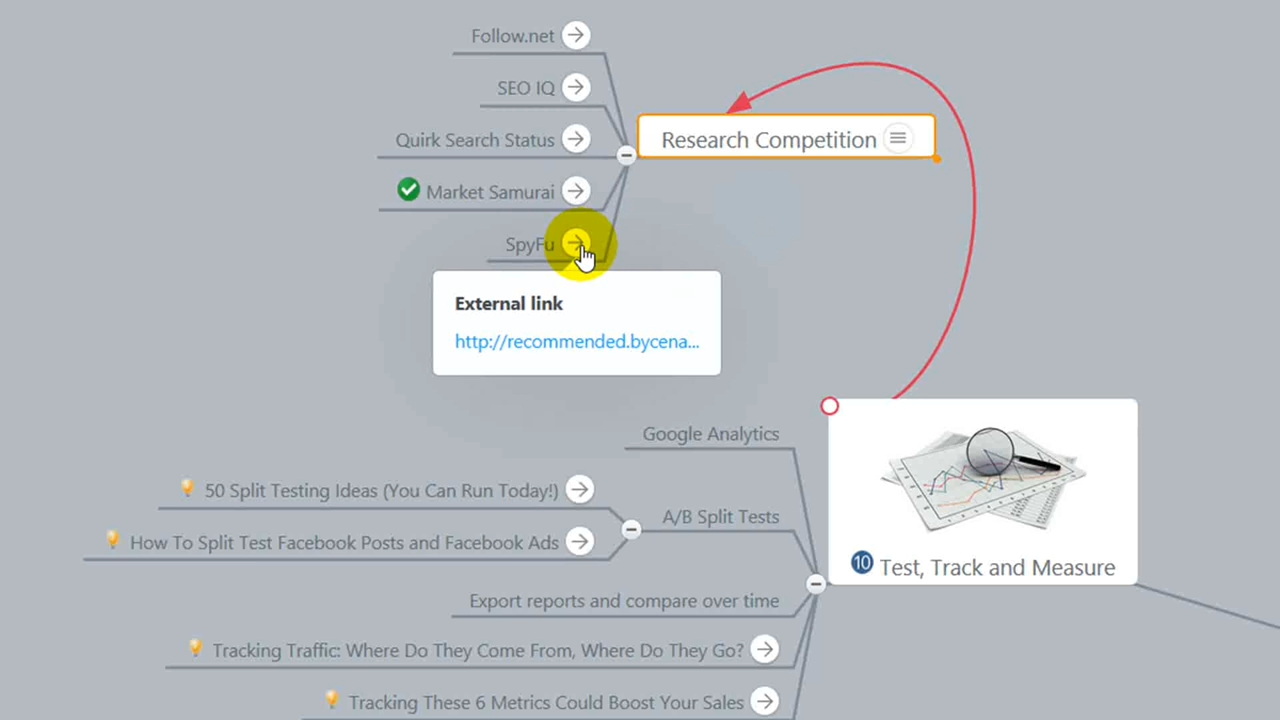 Follow.net
SEO IQ
Quirk Search Status
Research Competition
Market Samurai
SpyFu
External link
http://recommended.bycena...
Google Analytics
50 Split Testing Ideas (You Can Run Today!)
A/B Split Tests
How To Split Test Facebook Posts and Facebook Ads
10 Test, Track and Measure
Export reports and compare over time
Tracking Traffic: Where Do They Come From, Where Do They Go?
Tracking These 6 Metrics Could Boost Your Sales